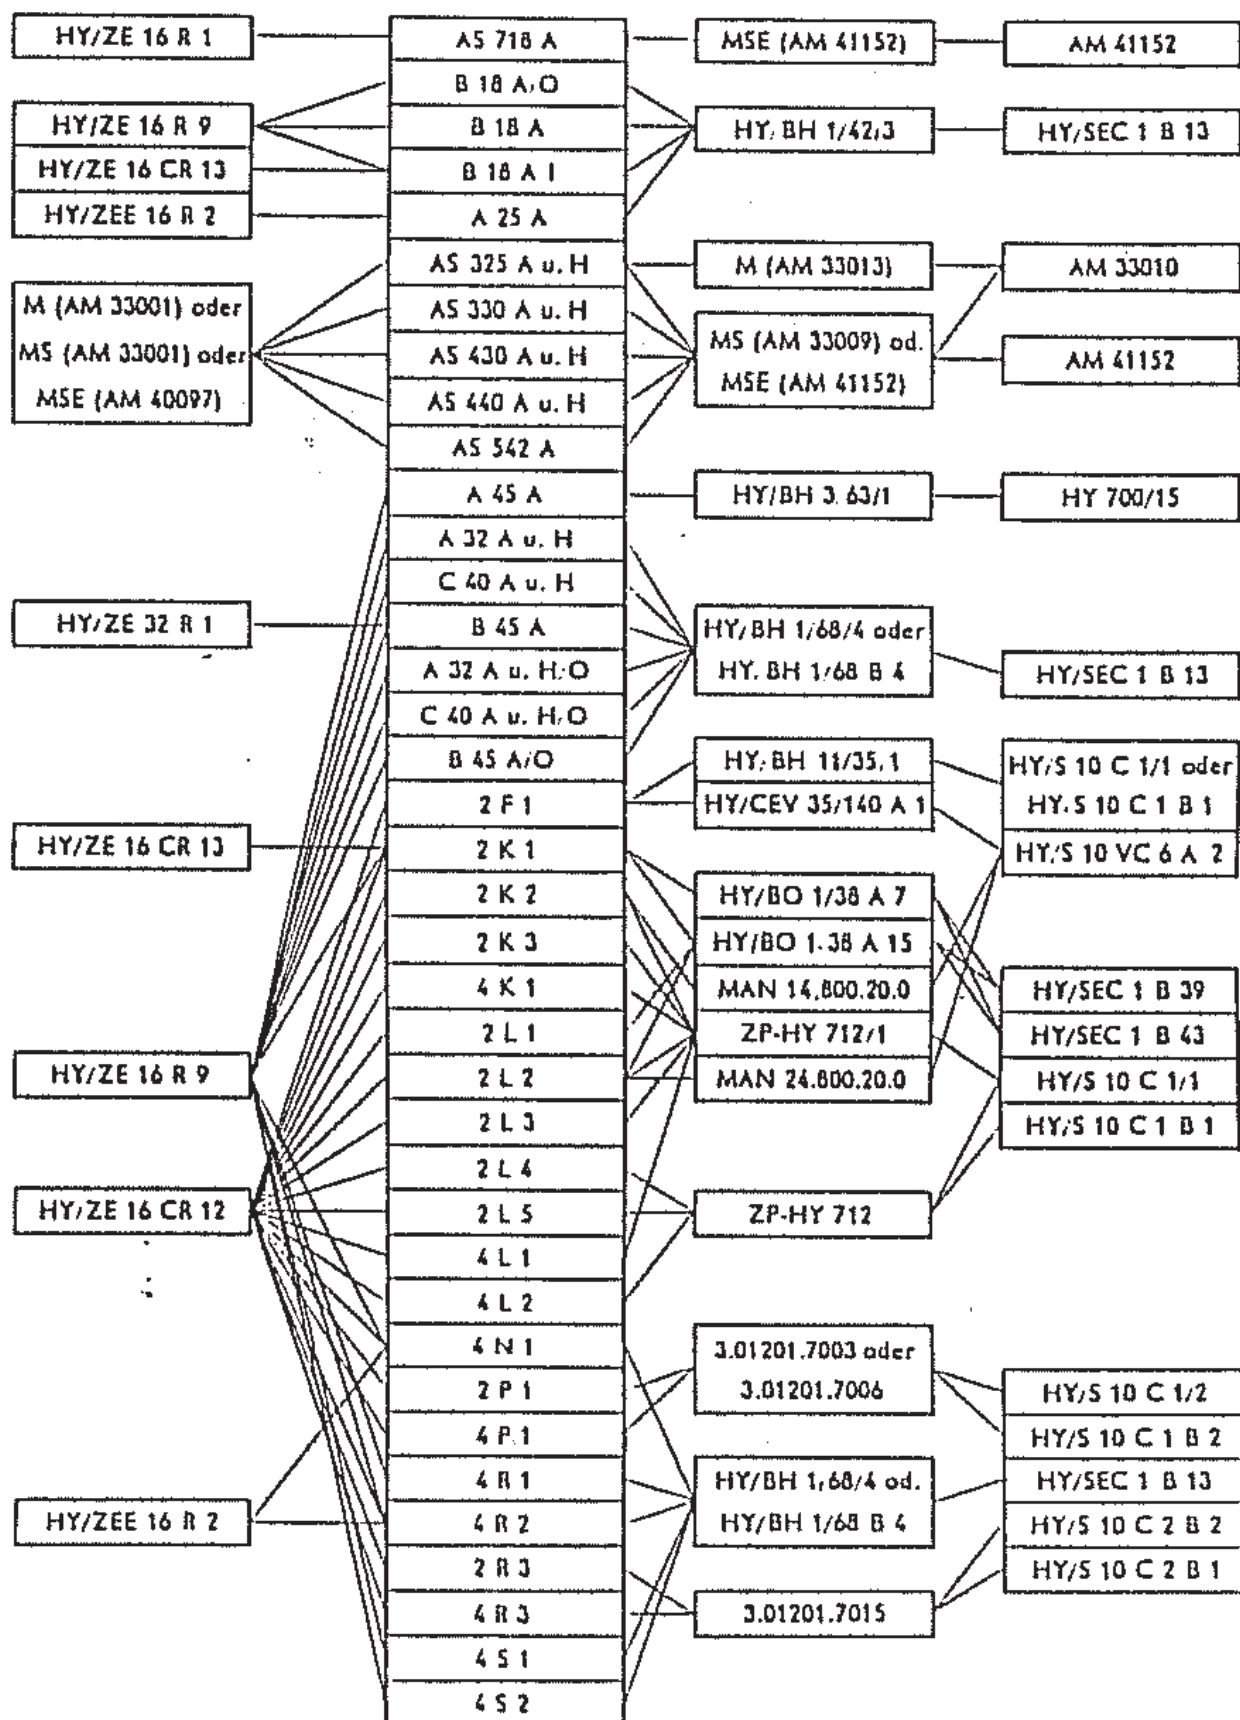 HY/ZE 16 R 1
HY/ZE 16 R 9
HY/ZE 16 CR 13
HY/ZEE 16 R 2
M (AM 33001) oder
MS (AM 33001) oder
MSE (AM 40097)
HY/ZE 32 R 1
HY/ZE 16 CR 13
HY/ZE 16 R 9
HY/ZE 16 CR 12
HY/ZEE 16 R 2
AS 718 A
B 18 A/O
B 18 A
B 18 A I
A 25 A
AS 325 A u. H
AS 330 A u. H
AS 430 A u. H
AS 440 A u. H
AS 542 A
A 45 A
A 32 A u. H
C 40 A u. H
B 45 A
A 32 A u. H/O
C 40 A u. H/O
B 45 A/O
2 F 1
2 K 1
2 K 2
2 K 3
4 K 1
2 L 1
2 L 2
2 L 3
2 L 4
2 L 5
4 L 1
4 L 2
4 N 1
2 P 1
4 P 1
4 R 1
4 R 2
2 R 3
4 R 3
4 S 1
4 S 2
MSE (AM 41152)
HY/BH 1/42/3
M (AM 33013)
MS (AM 33009) od.
MSE (AM 41152)
HY/BH 3.63/1
HY/BH 1/68/4 oder
HY/BH 1/68 B 4
HY/BH 11/35.1
HY/CEV 35/140 A 1
HY/BO 1/38 A 7
HY/BO 1-38 A 15
MAN 14.800.20.0
ZP-HY 712/1
MAN 24.800.20.0
ZP-HY 712
3.01201.7003 oder
3.01201.7006
HY/BH 1/68/4 od.
HY/BH 1/68 B 4
3.01201.7015
AM 41152
HY/SEC 1 B 13
AM 33010
AM 41152
HY 700/15
HY/SEC 1 B 13
HY/S 10 C 1/1 oder
HY/S 10 C 1 B 1
HY/S 10 VC 6 A 2
HY/SEC 1 B 39
HY/SEC 1 B 43
HY/S 10 C 1/1
HY/S 10 C 1 B 1
HY/S 10 C 1/2
HY/S 10 C 1 B 2
HY/SEC 1 B 13
HY/S 10 C 2 B 2
HY/S 10 C 2 B 1